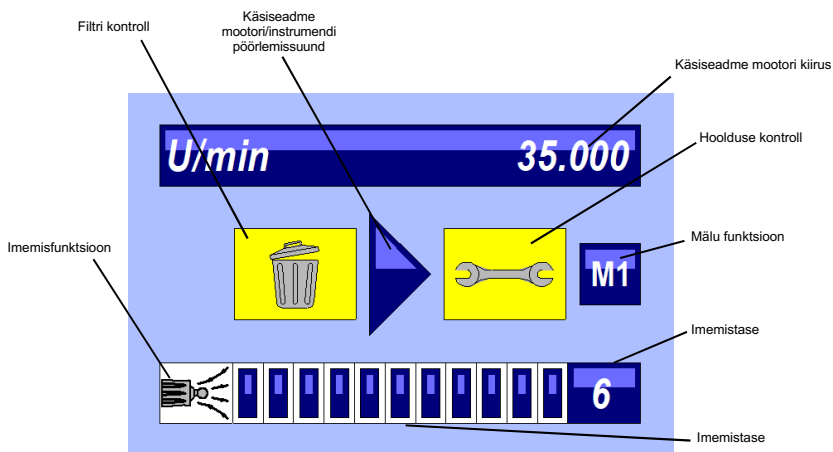 Filtri kontroll
Käsiseadme
mootori/instrumendi
pöörlemissuund
Käsiseadme mootori kiirus
U/min 35.000
Hoolduse kontroll
Imemisfunktsioon
Mälu funktsioon
M1
Imemistase
6
Imemistase